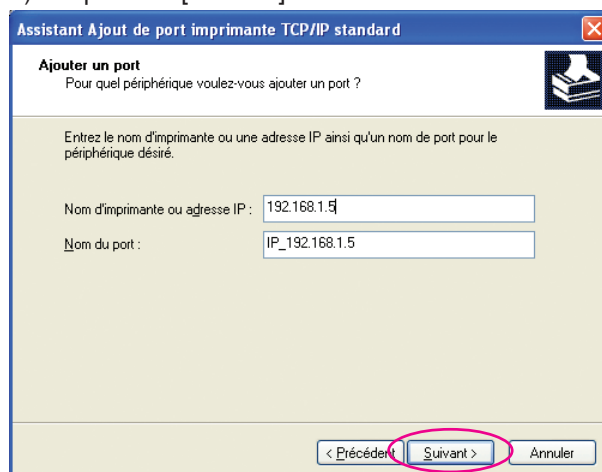 Assistant Ajout de port imprimante TCP/IP standard
Ajouter un port
Pour quel périphérique voulez-vous ajouter un port ?
Entrez le nom d'imprimante ou une adresse IP ainsi qu'un nom de port pour le
périphérique désiré.
Nom d'imprimante ou adresse IP : 192.168.1.5
Nom du port : IP_192.168.1.5
< Précédent Suivant > Annuler